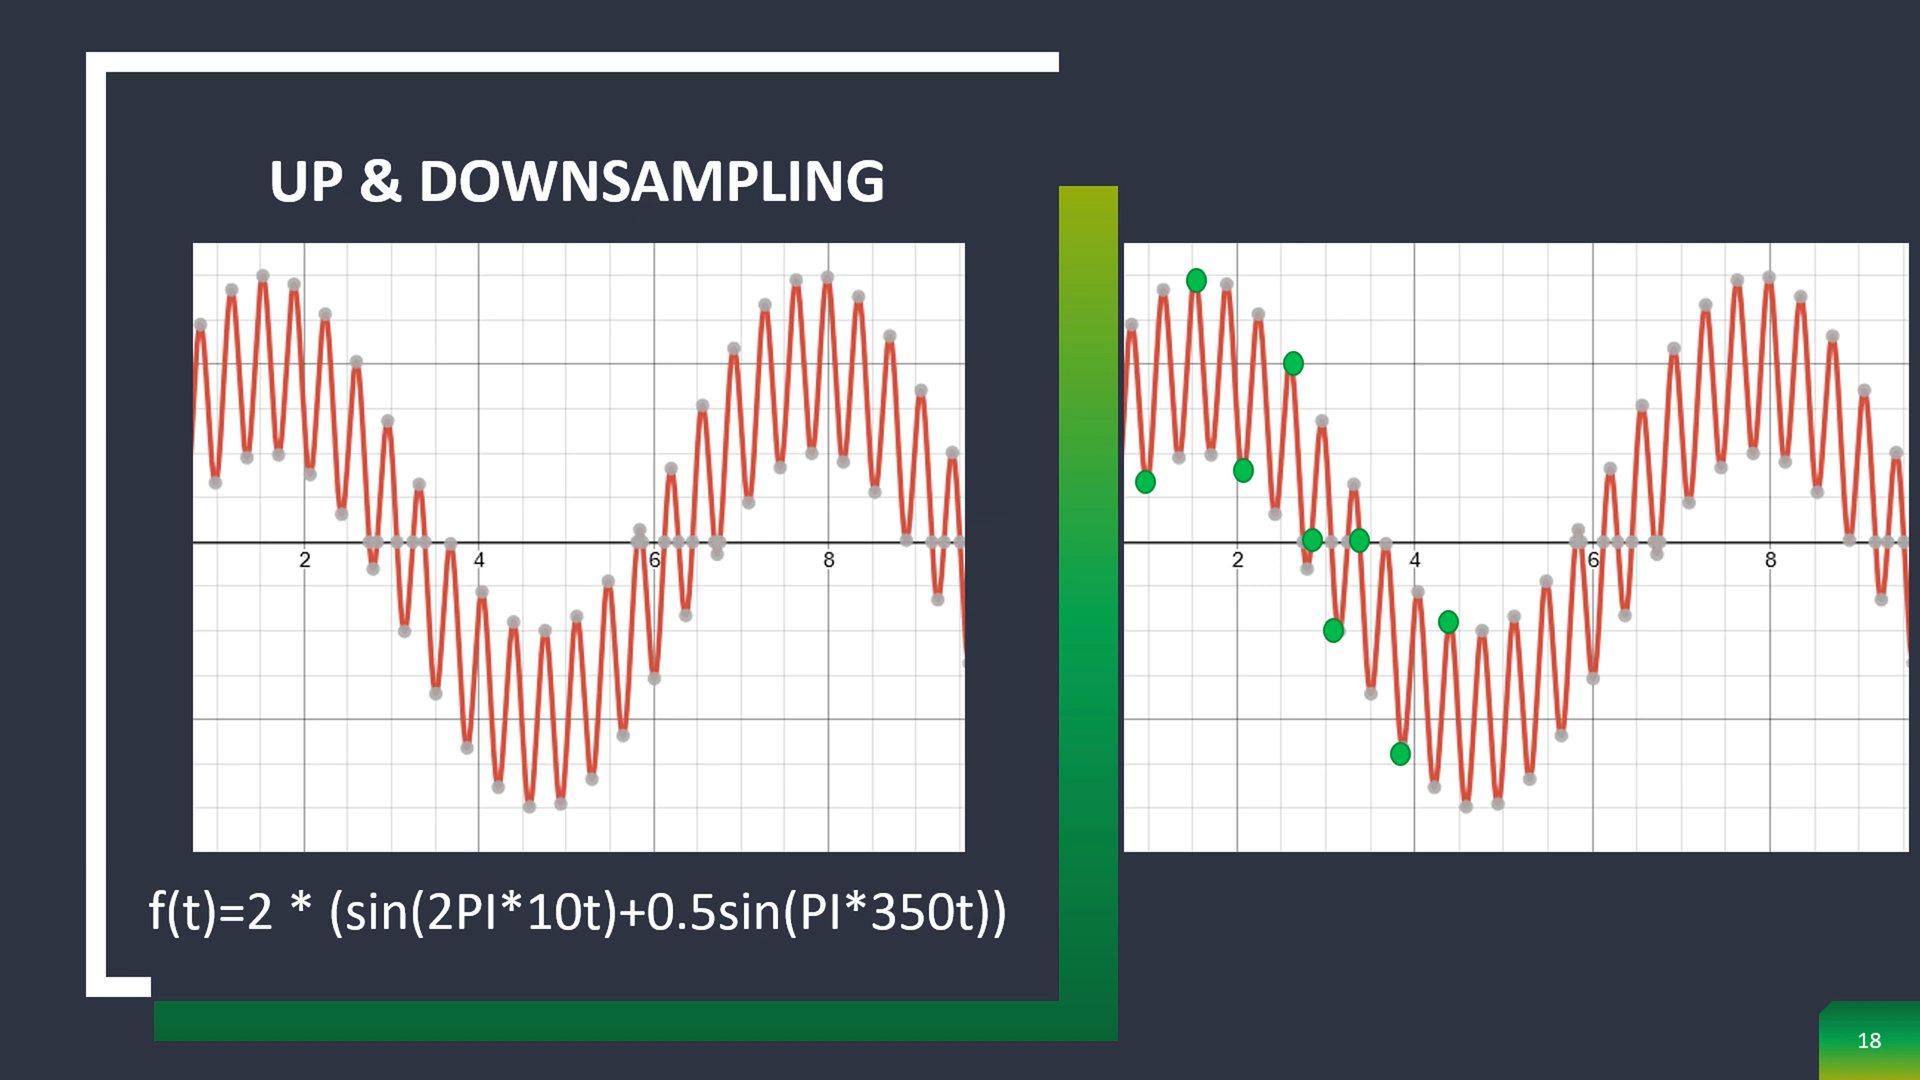 UP & DOWNSAMPLING
2 4 6 8
2 4 6 8
f(t)=2 * (sin(2PI*10t)+0.5sin(PI*350t))
18